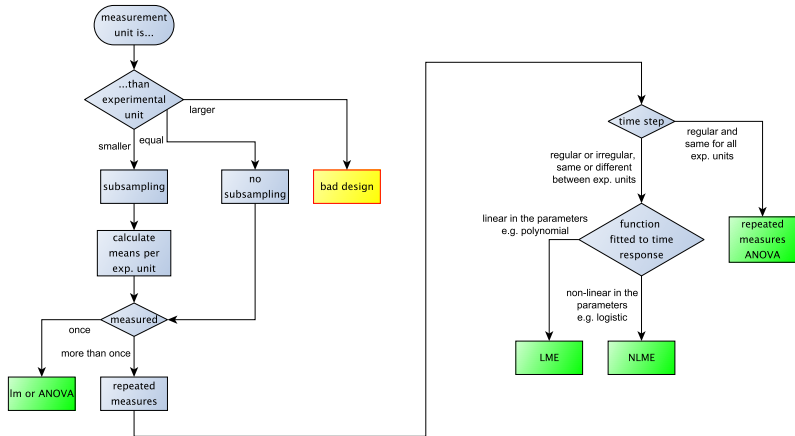 measurement
unit is...
...than
experimental
unit
larger
equal
smaller
subsampling
no
subsampling
bad design
calculate
means per
exp. unit
measured
once
more than once
lm or ANOVA
repeated
measures
time step
regular and
same for all
exp. units
regular or irregular,
same or different
between exp. units
repeated
measures
ANOVA
function
fitted to time
response
linear in the parameters
e.g. polynomial
non-linear in the
parameters
e.g. logistic
LME
NLME